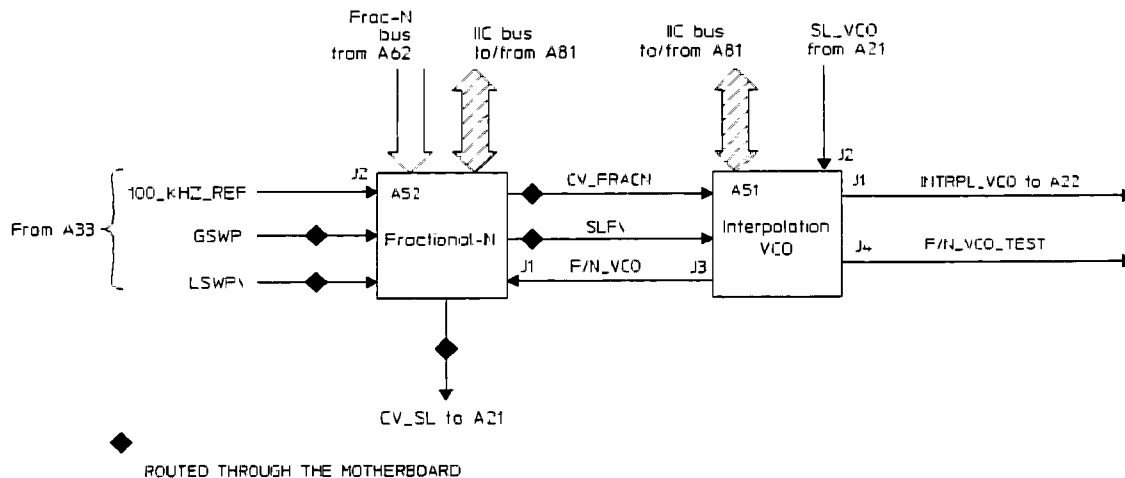 Frac-N
bus
from A62
IIC bus
to/from A81
IIC bus
to/from A81
SL_VCO
from A21
J2
J2
100_KHZ_REF
A52
CV_FRACN
A51
J1
INTRPL_VCO to A22
From A33
GSWP
Fractional-N
SLF\
Interpolation
VCO
J4
F/N_VCO_TEST
LSWP\
J1
F/N_VCO
J3
CV_SL to A21
ROUTED THROUGH THE MOTHERBOARD